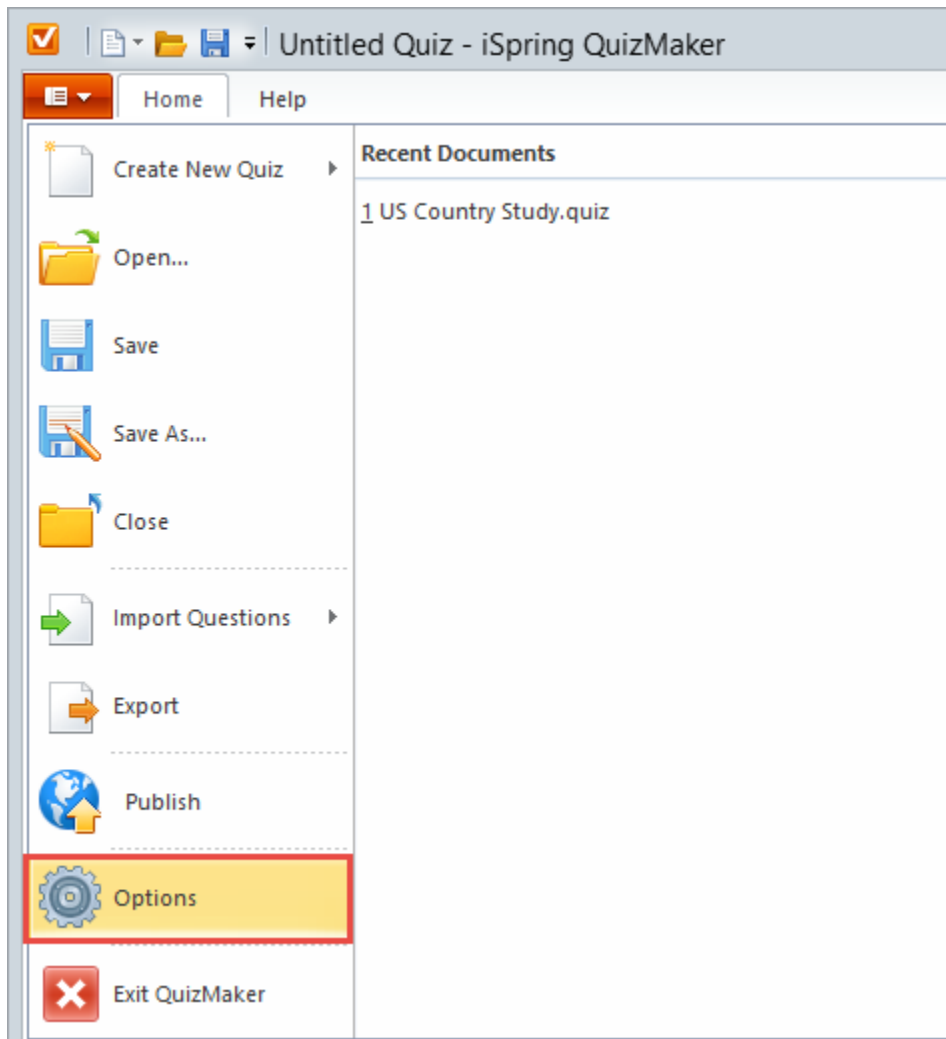 Untitled Quiz - iSpring QuizMaker
Home Help
Create New Quiz
Open...
Save
Save As...
Close
Import Questions
Export
Publish
Options
Exit QuizMaker
Recent Documents
1 US Country Study.quiz